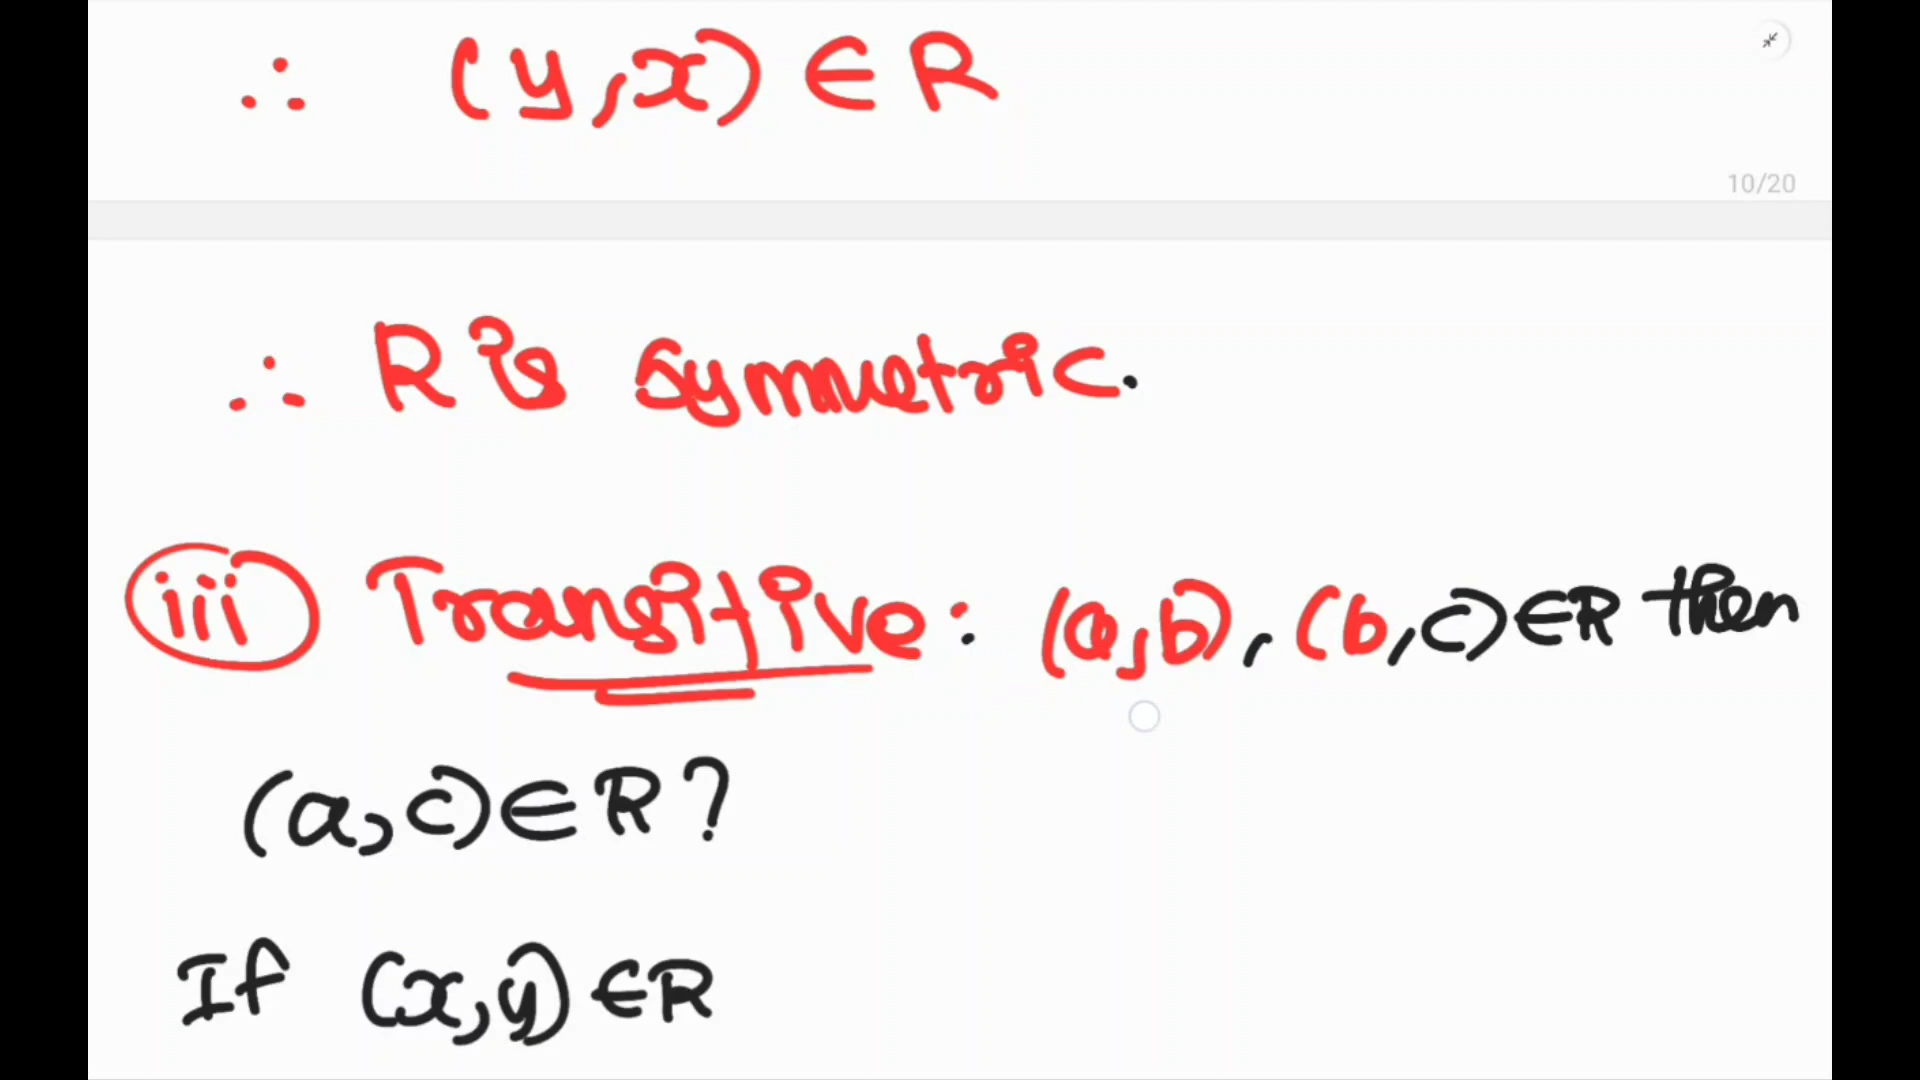 ∴ (y,x) ∈ R
10/20
∴ R is symmetric.
iii Transitive: (a,b), (b,c) ∈ R then
(a,c) ∈ R ?
If (x,y) ∈ R